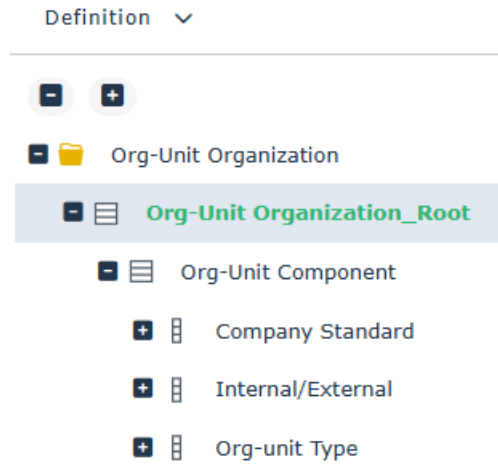 Definition
Org-Unit Organization
Org-Unit Organization_Root
Org-Unit Component
Company Standard
Internal/External
Org-unit Type